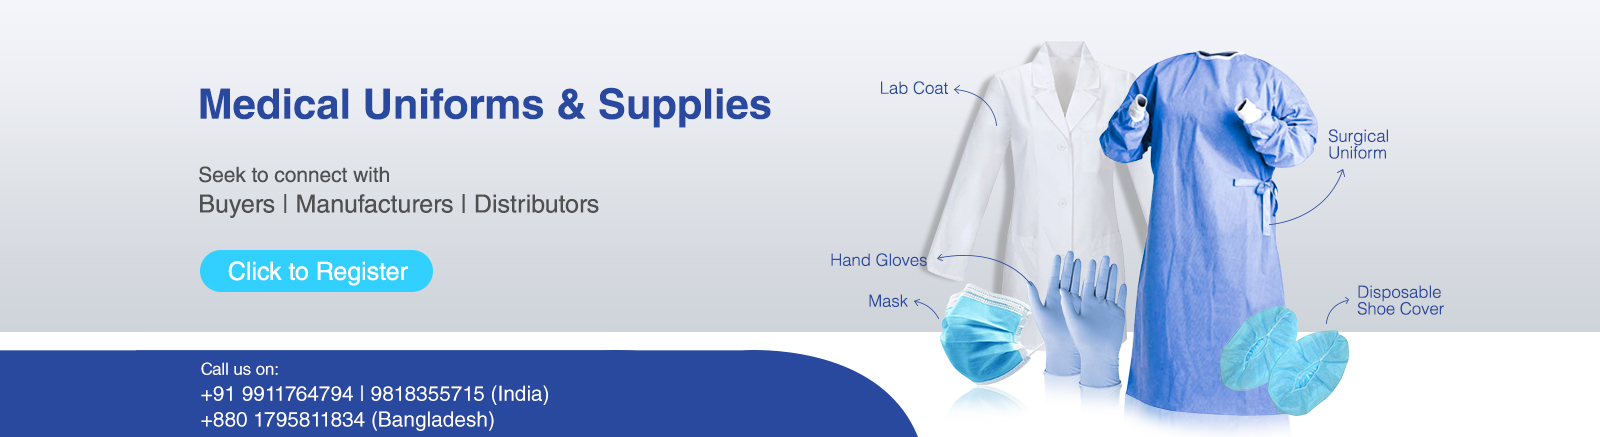 Medical Uniforms & Supplies
Seek to connect with
Buyers | Manufacturers | Distributors
Click to Register
Call us on:
+91 9911764794 | 9818355715 (India)
+880 1795811834 (Bangladesh)
Lab Coat
Surgical
Uniform
Hand Gloves
Mask
Disposable
Shoe Cover